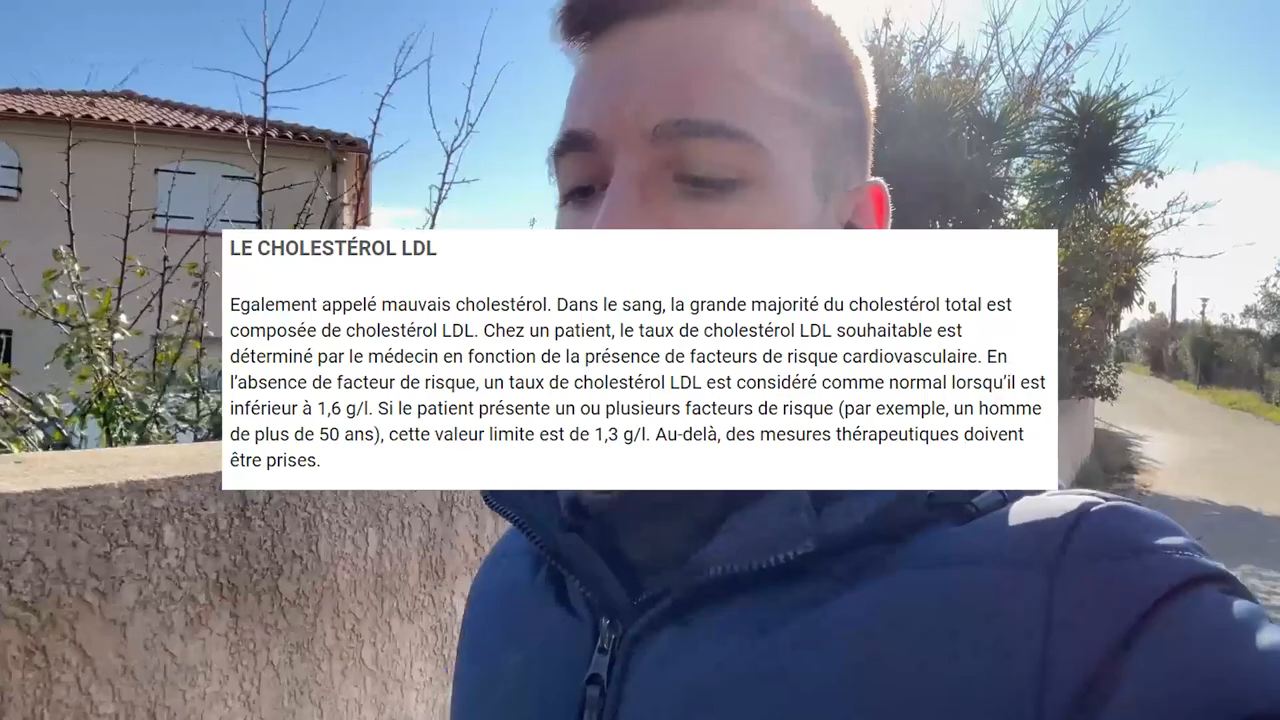 LE CHOLESTÉROL LDL
Egalement appelé mauvais cholestérol. Dans le sang, la grande majorité du cholestérol total est
composée de cholestérol LDL. Chez un patient, le taux de cholestérol LDL souhaitable est
déterminé par le médecin en fonction de la présence de facteurs de risque cardiovasculaire. En
l’absence de facteur de risque, un taux de cholestérol LDL est considéré comme normal lorsqu’il est
inférieur à 1,6 g/l. Si le patient présente un ou plusieurs facteurs de risque (par exemple, un homme
de plus de 50 ans), cette valeur limite est de 1,3 g/l. Au-delà, des mesures thérapeutiques doivent
être prises.